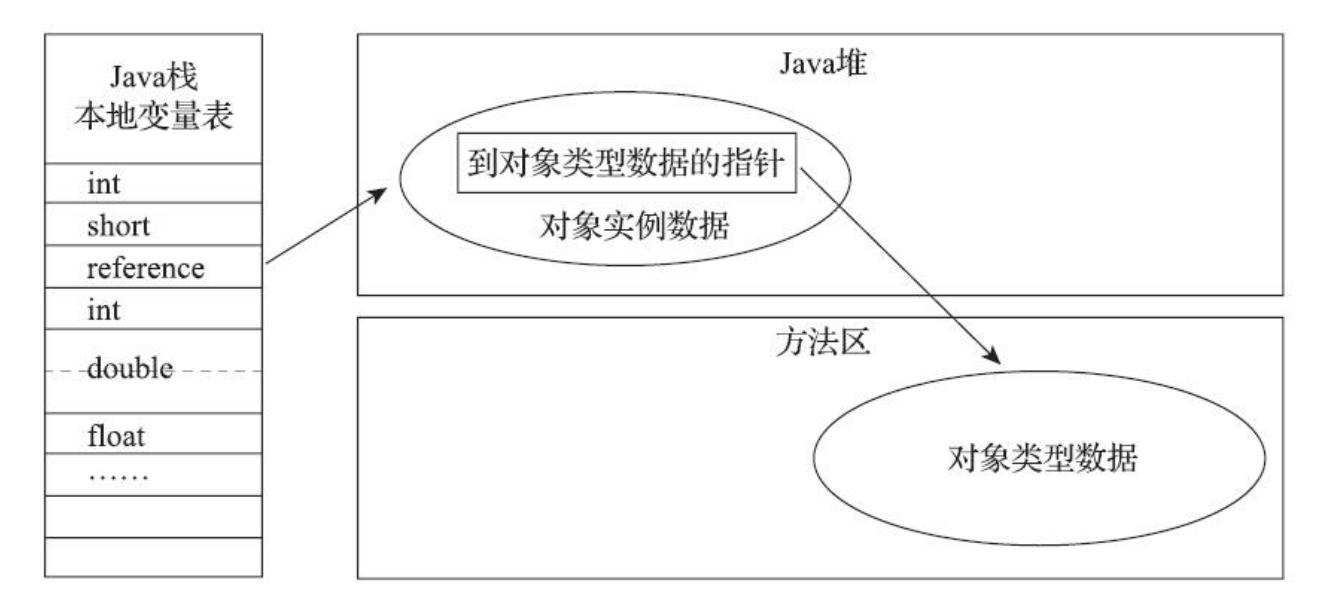 Java栈
本地变量表
int
short
reference
int
double
float
……
Java堆
到对象类型数据的指针
对象实例数据
方法区
对象类型数据